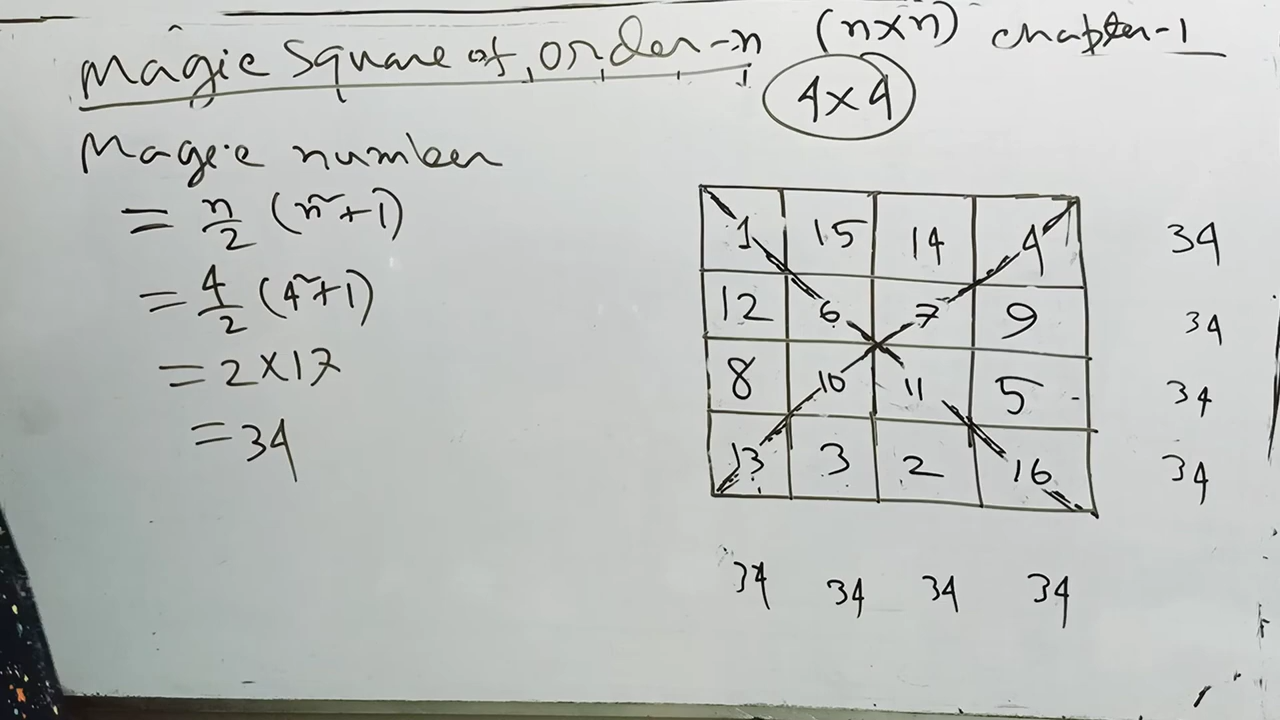 Magic Square of order-n (n×n) chapter-1
4×4
Magic number
= n/2 (n²+1)
= 4/2 (4²+1)
= 2×17
= 34
1 15 14 4 34
12 6 7 9 34
8 10 11 5 34
13 3 2 16 34
34 34 34 34